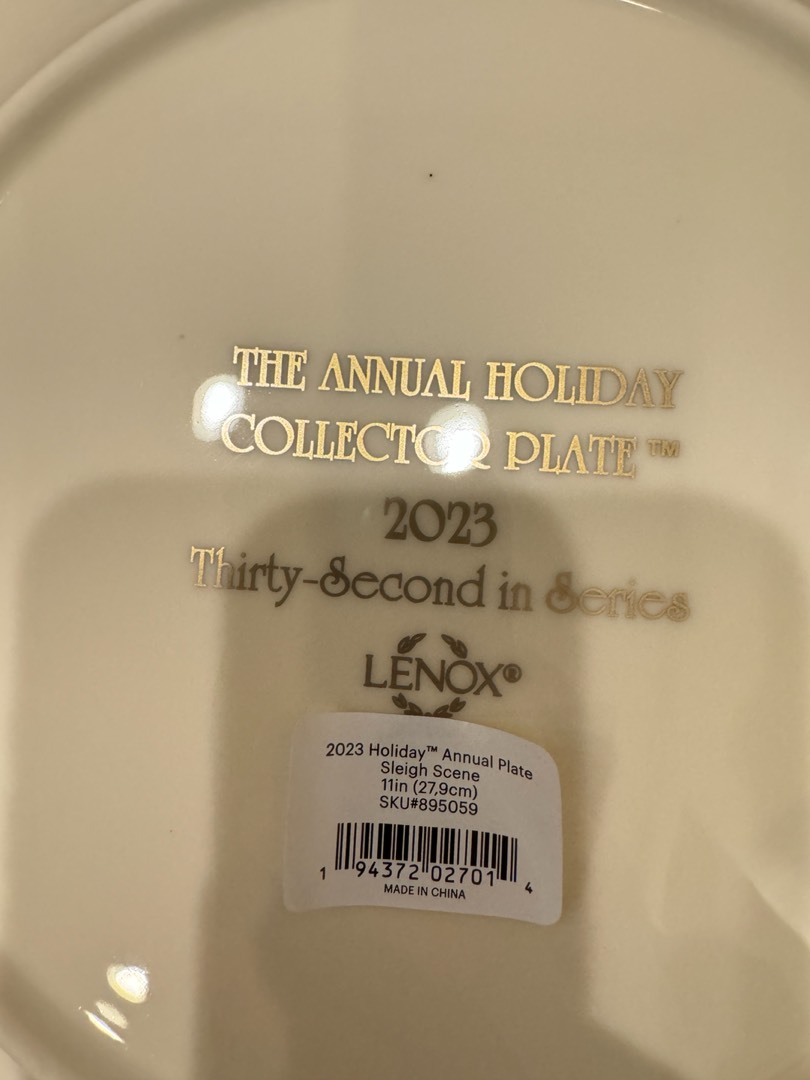 THE ANNUAL HOLIDAY
COLLECTOR PLATE™
2023
Thirty-Second in Series
LENOX®
2023 Holiday™ Annual Plate
Sleigh Scene
11in (27,9cm)
SKU#895059
1 94372 02701 4
MADE IN CHINA